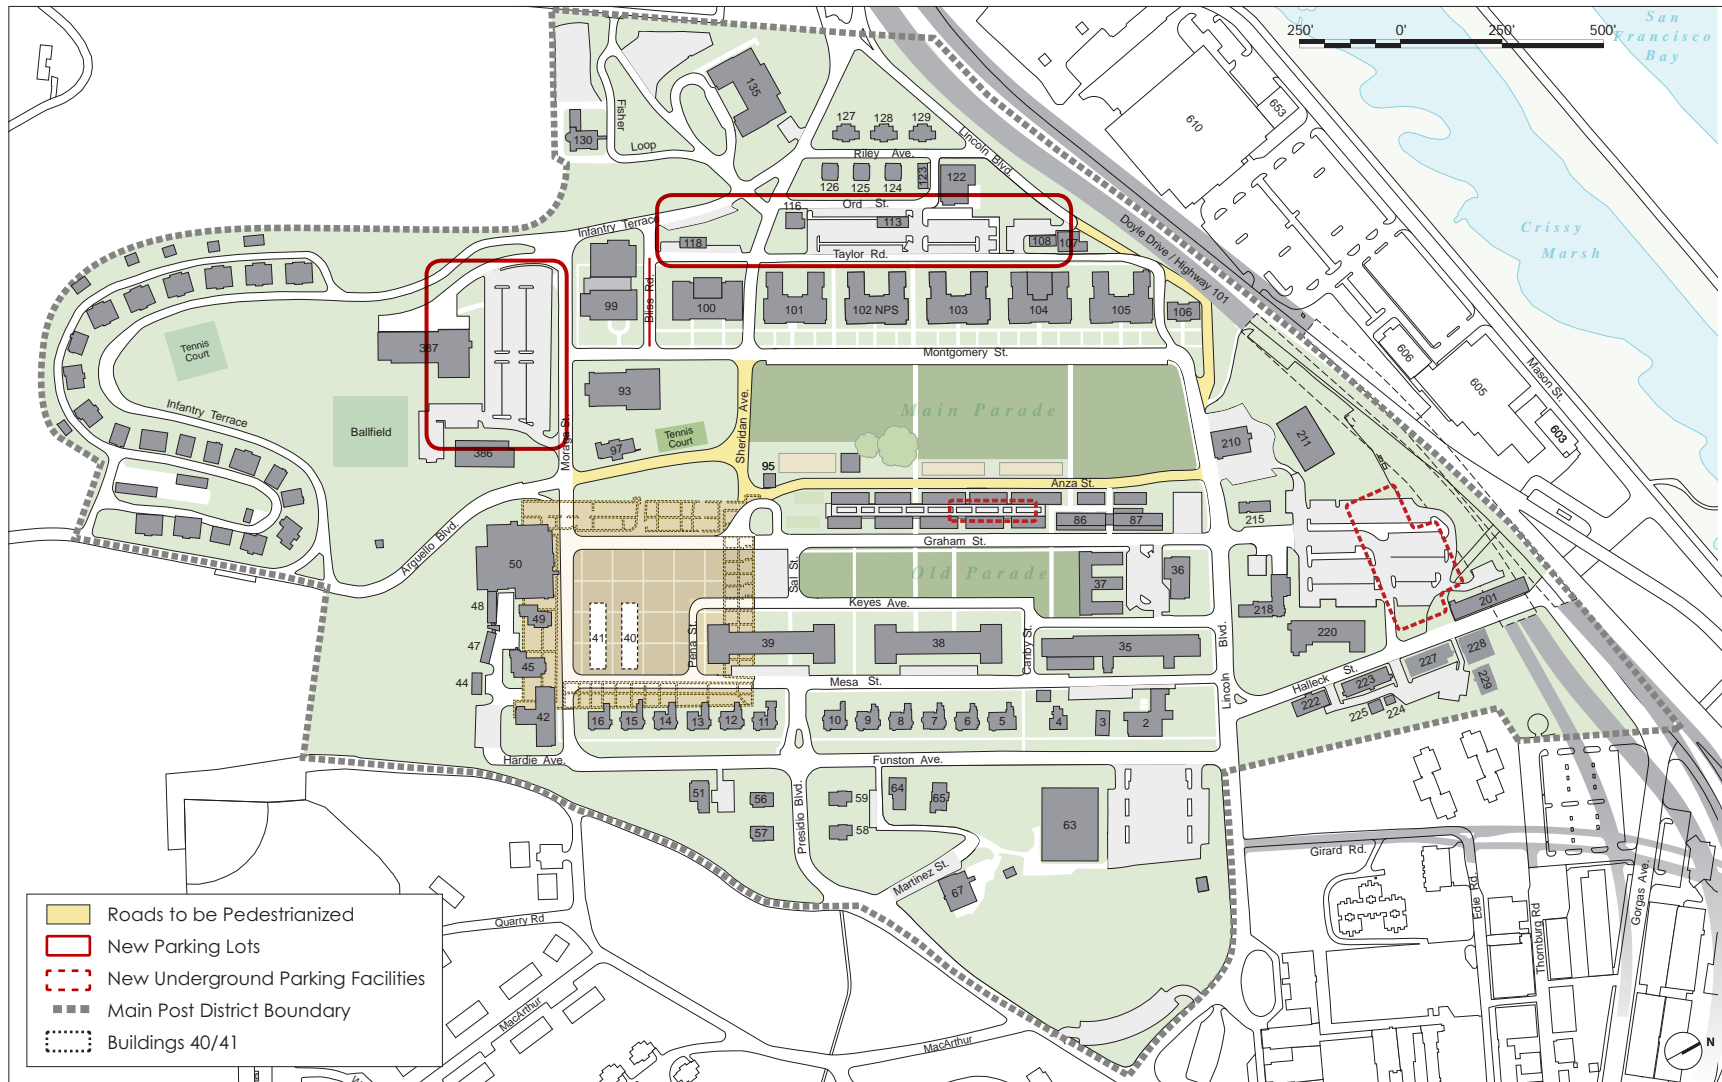 250'
0'
250'
500'
San
Francisco
Bay
Crissy
Marsh
135
653
610
Fisher
Loop
130
127
128
129
Riley Ave.
Lincoln Blvd.
126
125
124
123
122
Ord St.
116
113
118
108
107
Taylor Rd.
Infantry Terrace
Doyle Drive / Highway 101
Bliss Rd.
99
100
101
102 NPS
103
104
105
106
Montgomery St.
606
605
Mason St.
603
Tennis
Court
387
Infantry Terrace
Ballfield
386
Moraga St.
93
97
Tennis
Court
Sheridan Ave.
Main Parade
95
Anza St.
210
211
215
86
87
Graham St.
Arguello Blvd.
50
Sal St.
Old Parade
37
36
Keyes Ave.
48
49
47
45
44
42
41
40
Pena St.
39
38
Canby St.
35
Lincoln Blvd.
218
220
201
Mesa St.
Halleck St.
222
223
225
224
227
228
229
16
15
14
13
12
11
10
9
8
7
6
5
4
3
2
Hardie Ave.
Funston Ave.
51
56
57
59
58
64
65
63
Presidio Blvd.
Martinez St.
67
Girard Rd.
Edie Rd.
Thornburg Rd
Gorgas Ave.
Quarry Rd
MacArthur
MacArthur
N
Roads to be Pedestrianized
New Parking Lots
New Underground Parking Facilities
Main Post District Boundary
Buildings 40/41